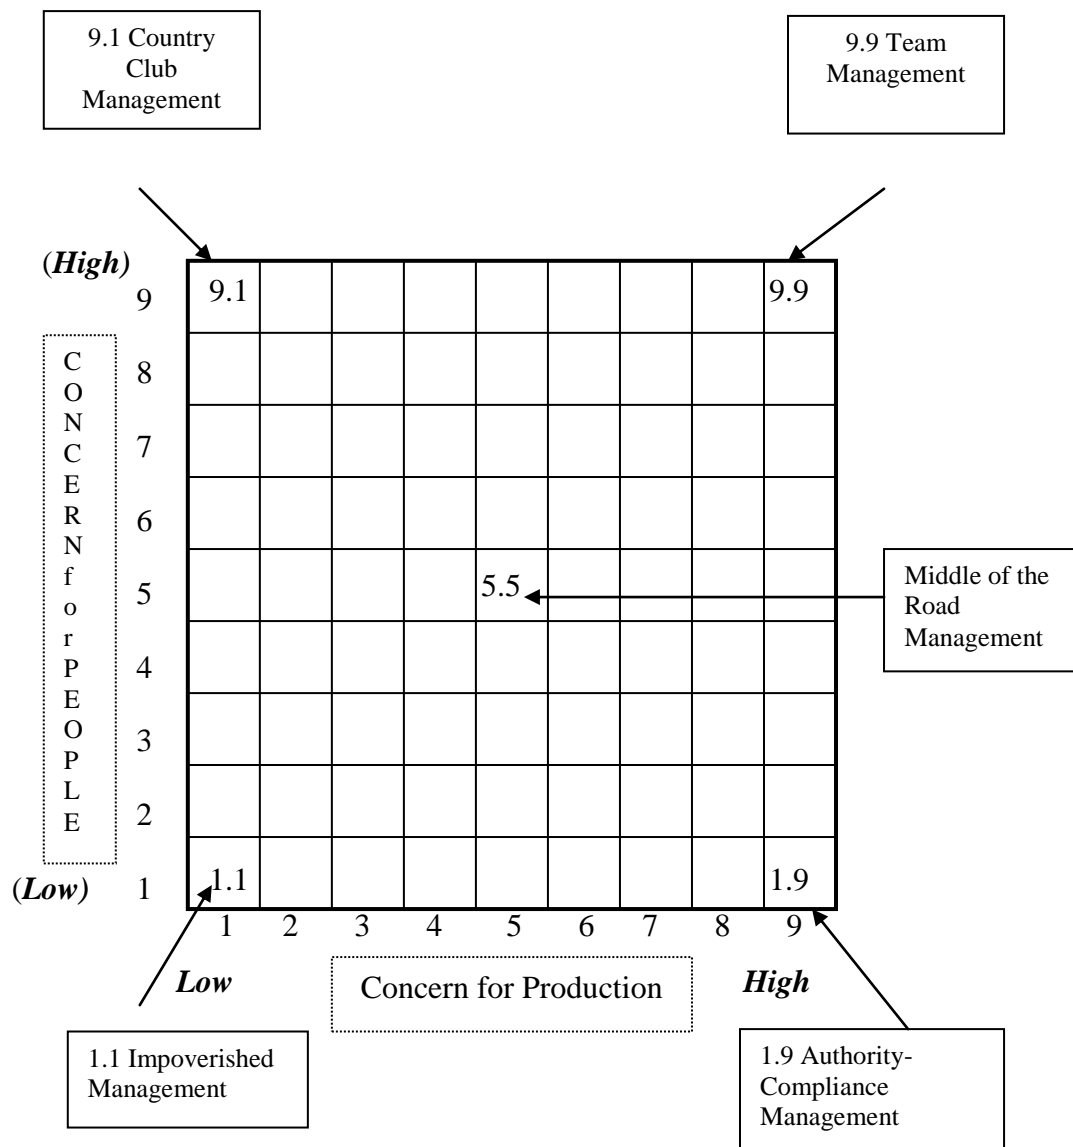 9.1 Country
Club
Management
9.9 Team
Management
(High)
9
9.1
9.9
CONCERNforPEOPLE
8
7
6
5
5.5
Middle of the
Road
Management
4
3
2
(Low)
1
1.1
1.9
1 2 3 4 5 6 7 8 9
Low
Concern for Production
High
1.1 Impoverished
Management
1.9 Authority-
Compliance
Management